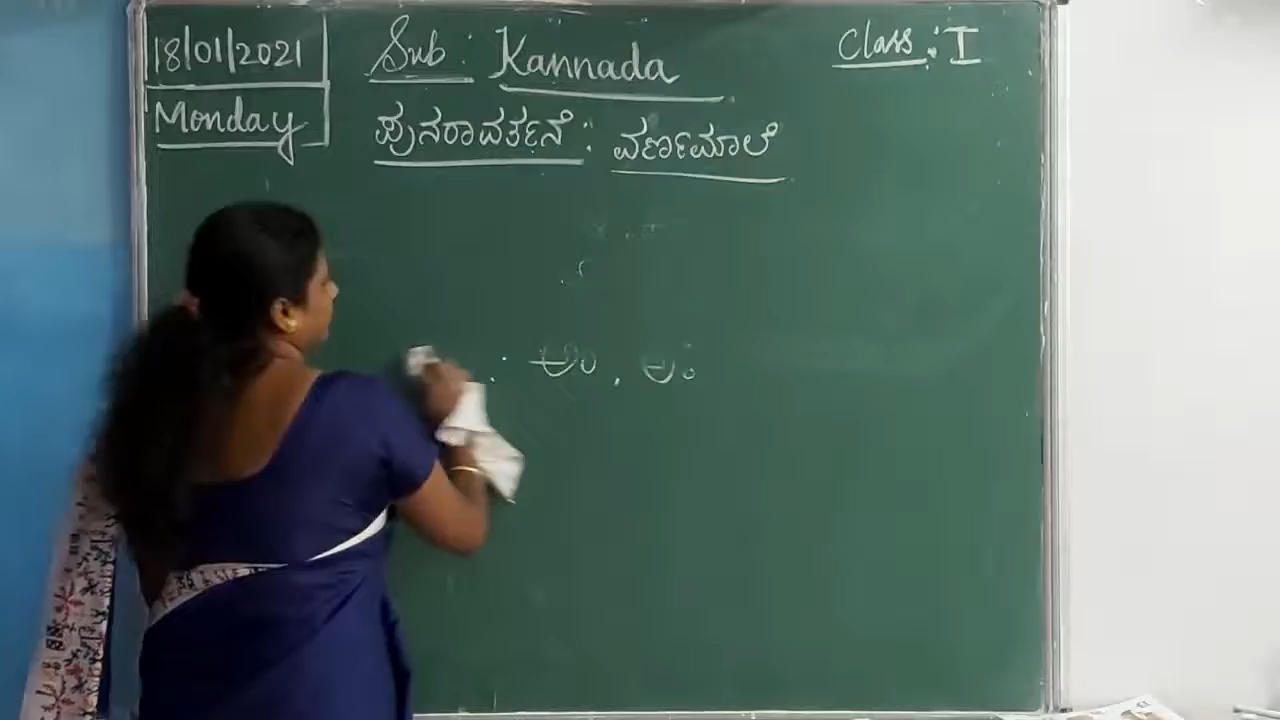 18/01/2021 Sub : Kannada Class : I
Monday ಪುನರಾವರ್ತನೆ : ವರ್ಣಮಾಲೆ
: ಅಂ , ಅಃ